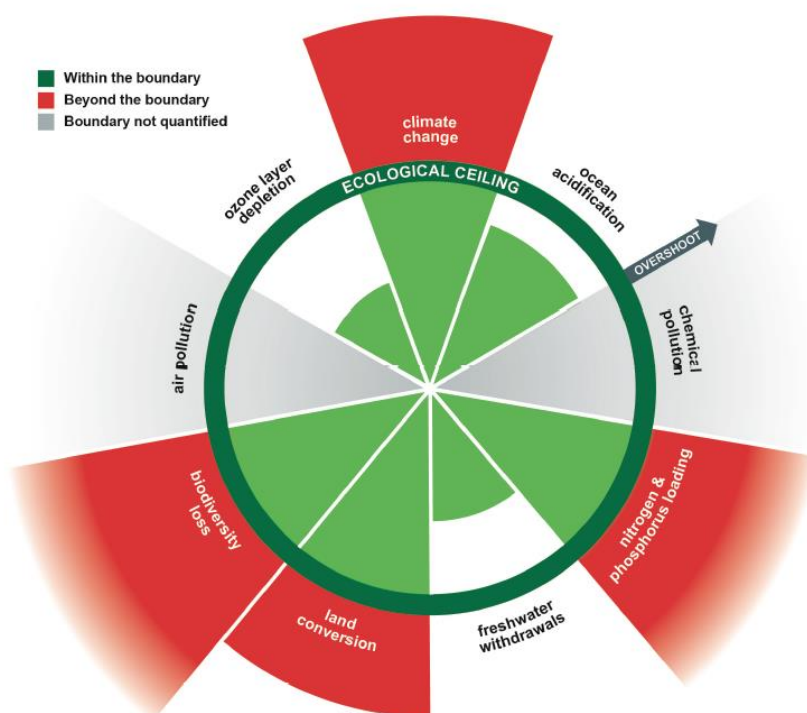 Within the boundary
Beyond the boundary
Boundary not quantified
climate
change
ECOLOGICAL CEILING
ozone layer
depletion
ocean
acidification
OVERSHOOT
air pollution
chemical
pollution
biodiversity
loss
nitrogen &
phosphorus loading
land
conversion
freshwater
withdrawals